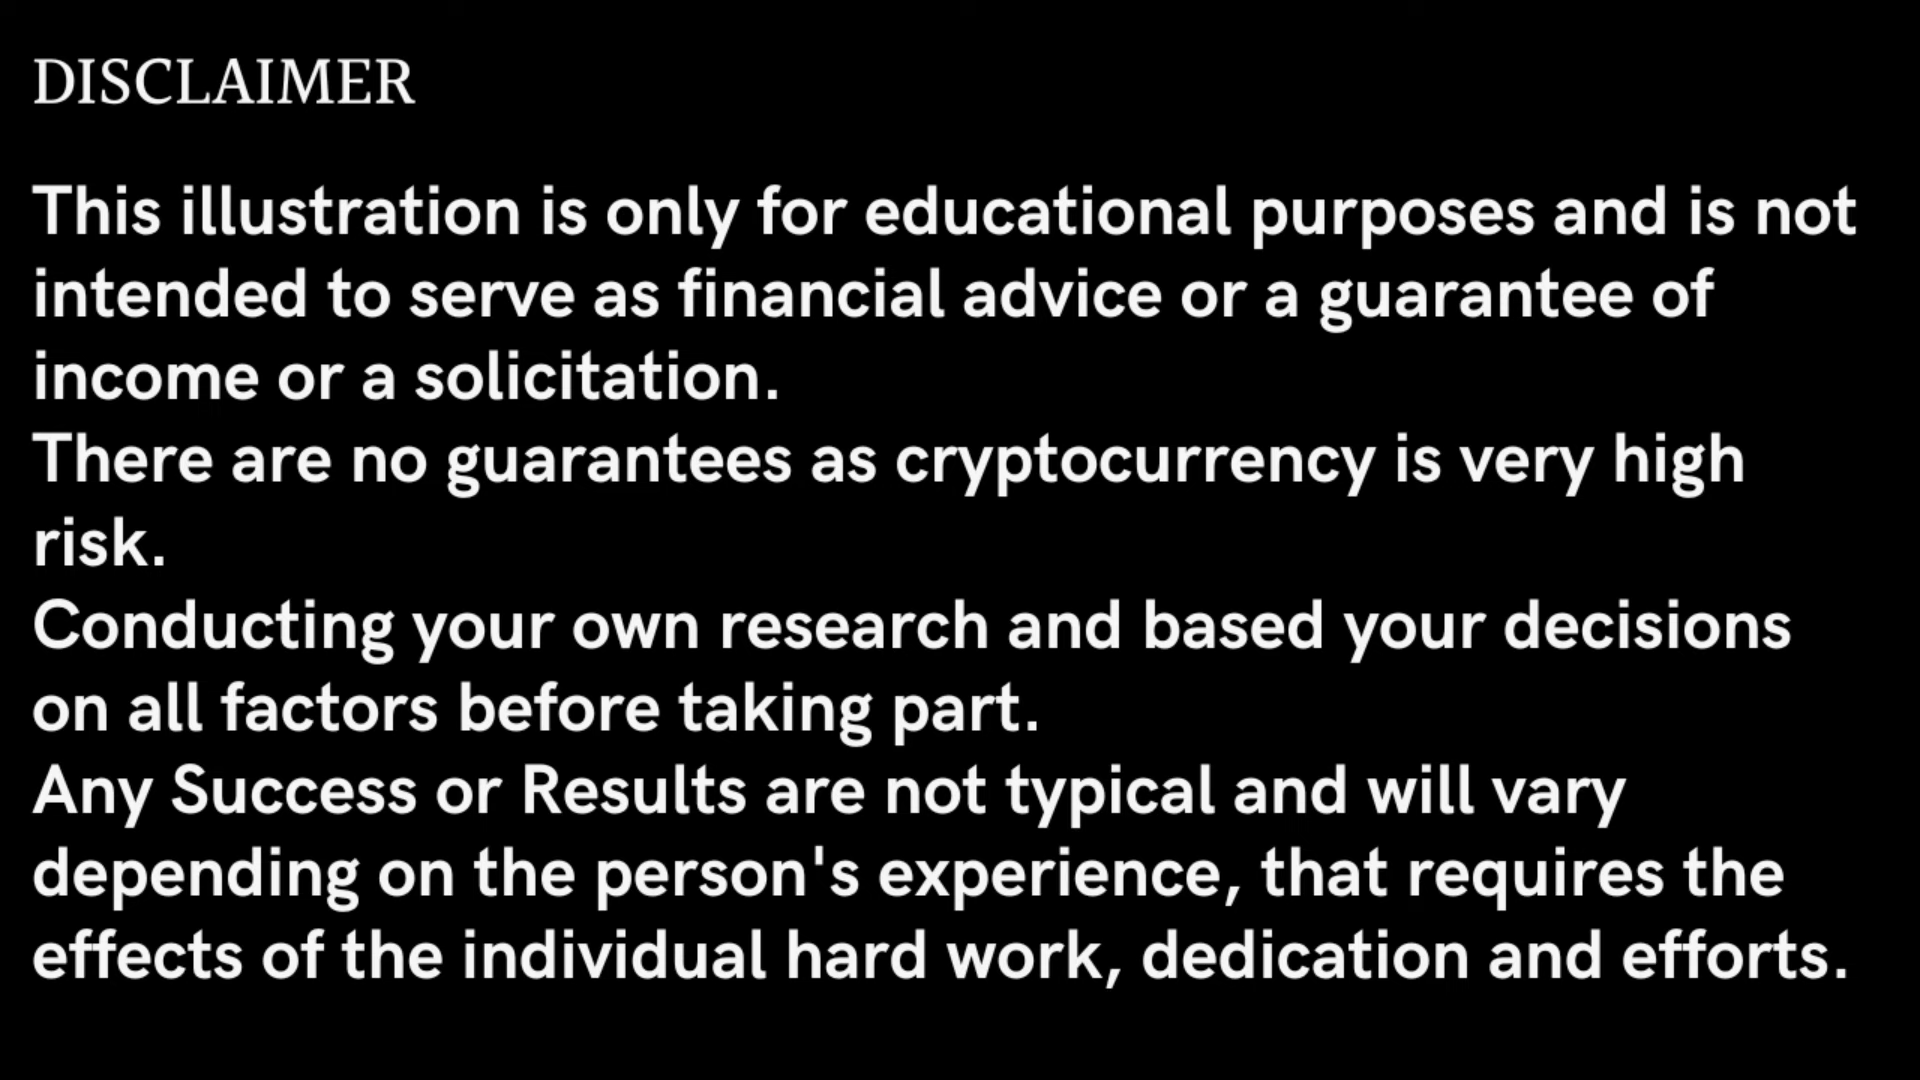 DISCLAIMER
This illustration is only for educational purposes and is not
intended to serve as financial advice or a guarantee of
income or a solicitation.
There are no guarantees as cryptocurrency is very high
risk.
Conducting your own research and based your decisions
on all factors before taking part.
Any Success or Results are not typical and will vary
depending on the person's experience, that requires the
effects of the individual hard work, dedication and efforts.